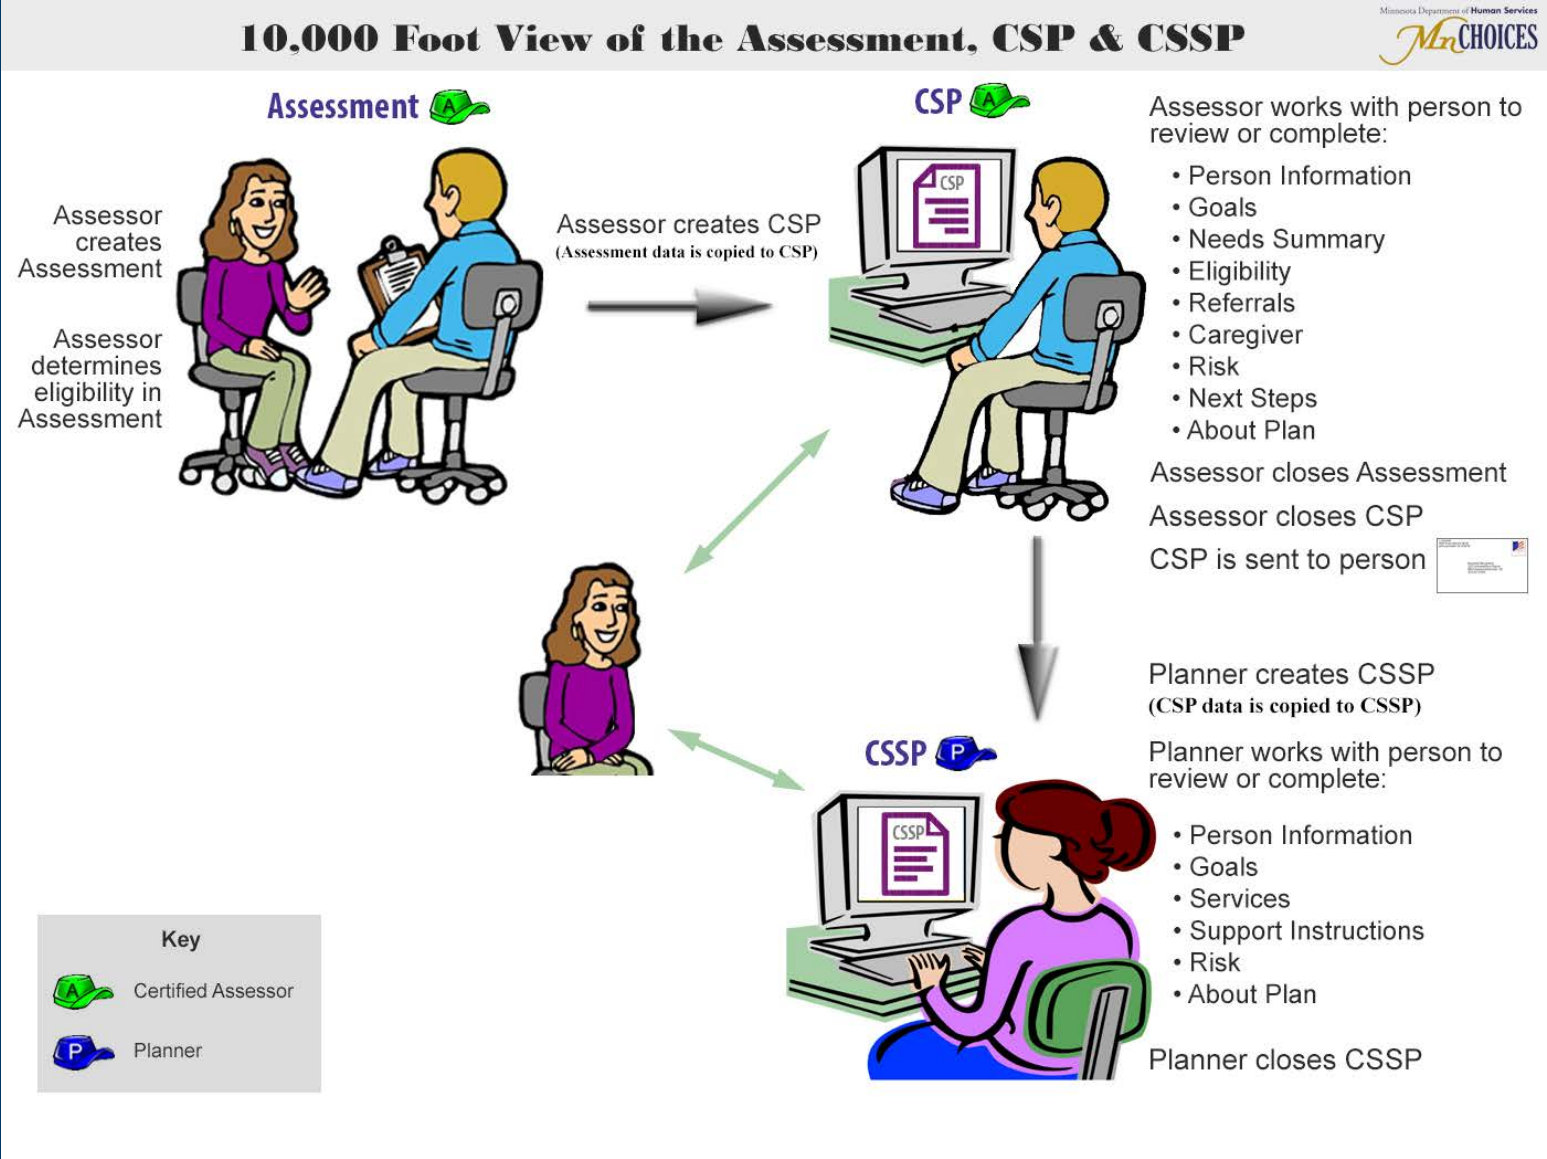 10,000 Foot View of the Assessment, CSP & CSSP
Minnesota Department of Human Services
MnCHOICES
Assessment
A
Assessor
creates
Assessment
Assessor
determines
eligibility in
Assessment
Assessor creates CSP
(Assessment data is copied to CSP)
CSP
A
CSP
Assessor works with person to
review or complete:
• Person Information
• Goals
• Needs Summary
• Eligibility
• Referrals
• Caregiver
• Risk
• Next Steps
• About Plan
Assessor closes Assessment
Assessor closes CSP
CSP is sent to person
Planner creates CSSP
(CSP data is copied to CSSP)
CSSP
P
CSSP
Planner works with person to
review or complete:
• Person Information
• Goals
• Services
• Support Instructions
• Risk
• About Plan
Planner closes CSSP
Key
A
Certified Assessor
P
Planner